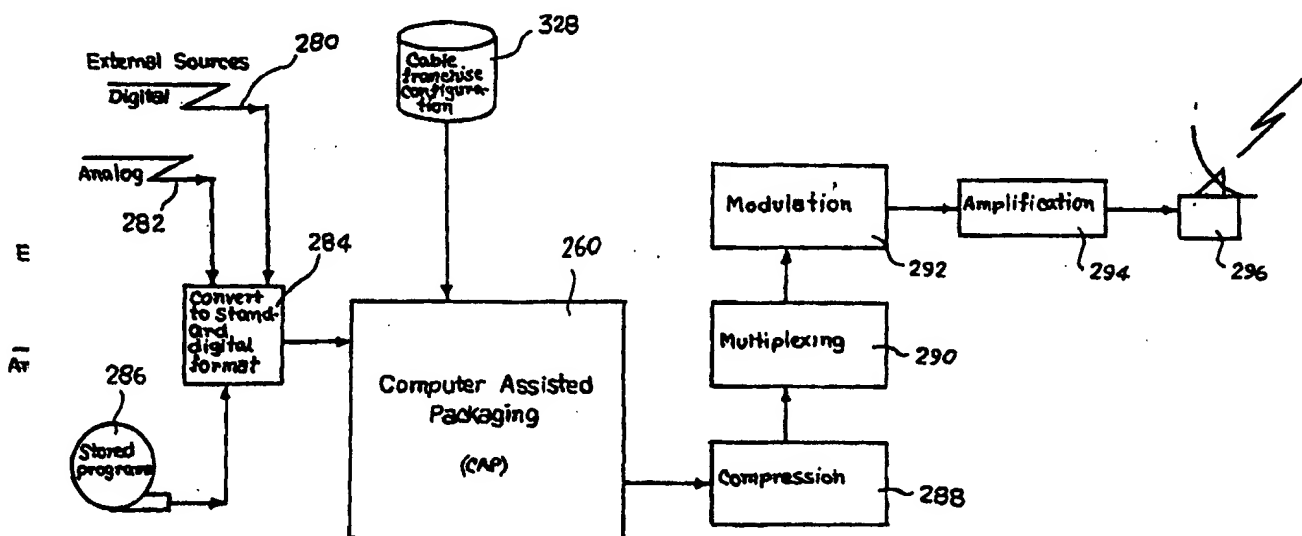 External Sources
280
Digital
Analog
282
284
Convert
to stand-
ard
digital
format
286
Stored
programs
328
Cable
franchise
configura-
tion
260
Computer Assisted
Packaging
(CAP)
Modulation
292
Amplification
294
296
Multiplexing
290
Compression
288
E